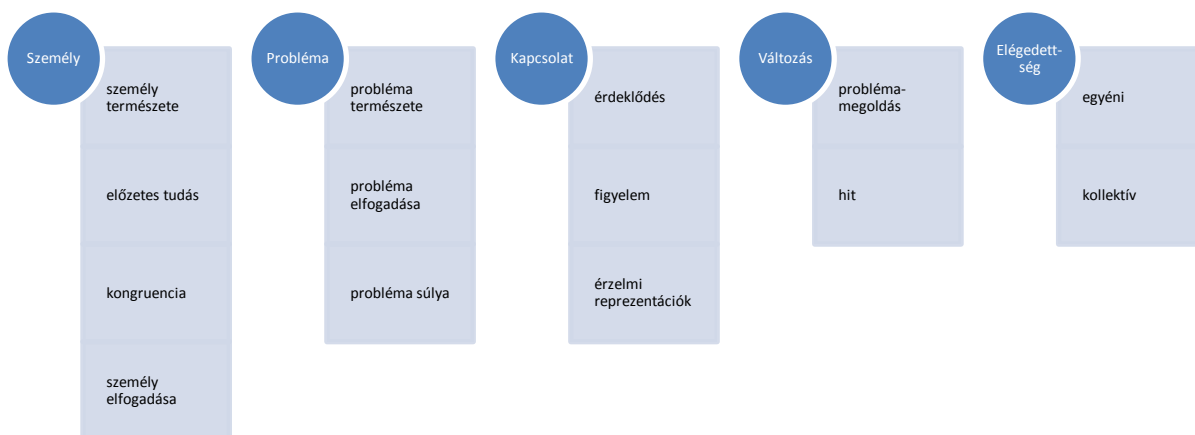 Személy
személy
természete
előzetes tudás
kongruencia
személy
elfogadása
Probléma
probléma
természete
probléma
elfogadása
probléma súlya
Kapcsolat
érdeklődés
figyelem
érzelmi
reprezentációk
Változás
probléma-
megoldás
hit
Elégedett-
ség
egyéni
kollektív